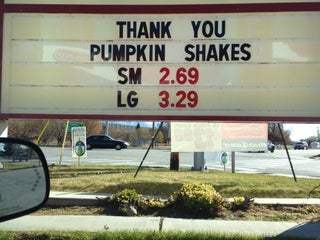 THANK YOU
PUMPKIN SHAKES
SM 2.69
LG 3.29